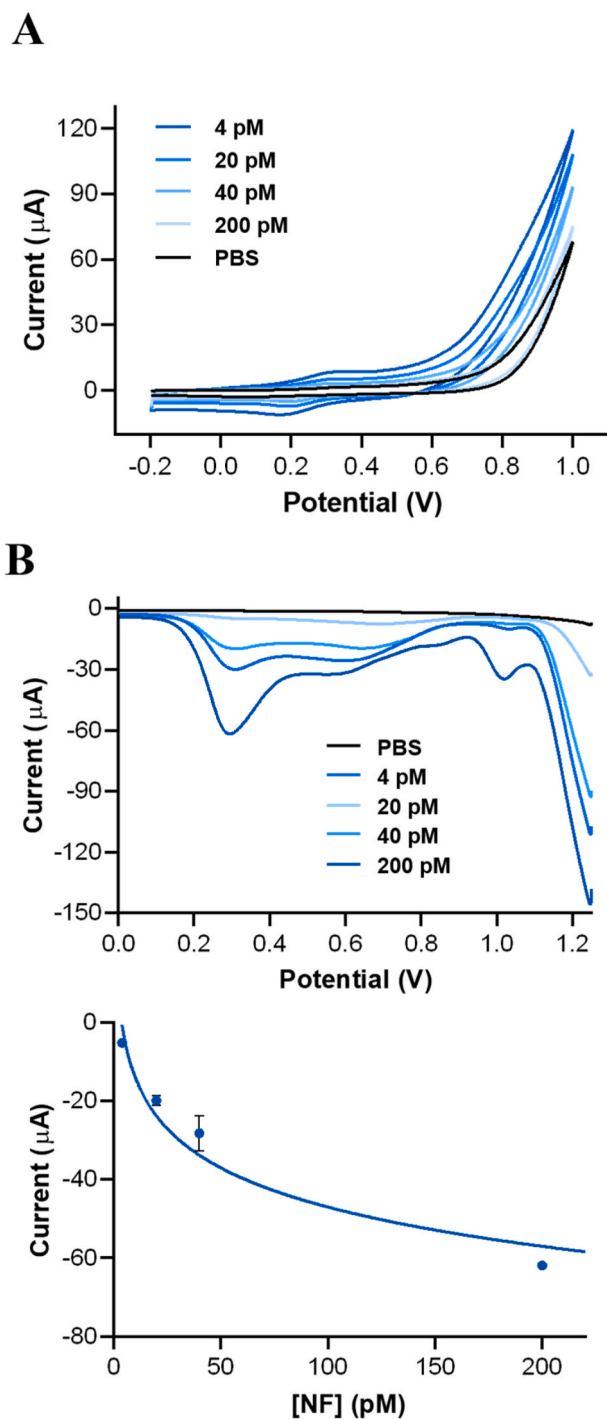 A
120
90
60
30
0
Current (μA)
4 pM
20 pM
40 pM
200 pM
PBS
-0.2 0.0 0.2 0.4 0.6 0.8 1.0
Potential (V)
B
0
-30
-60
-90
-120
-150
Current (μA)
PBS
4 pM
20 pM
40 pM
200 pM
0.0 0.2 0.4 0.6 0.8 1.0 1.2
Potential (V)
0
-20
-40
-60
-80
Current (μA)
0 50 100 150 200
[NF] (pM)